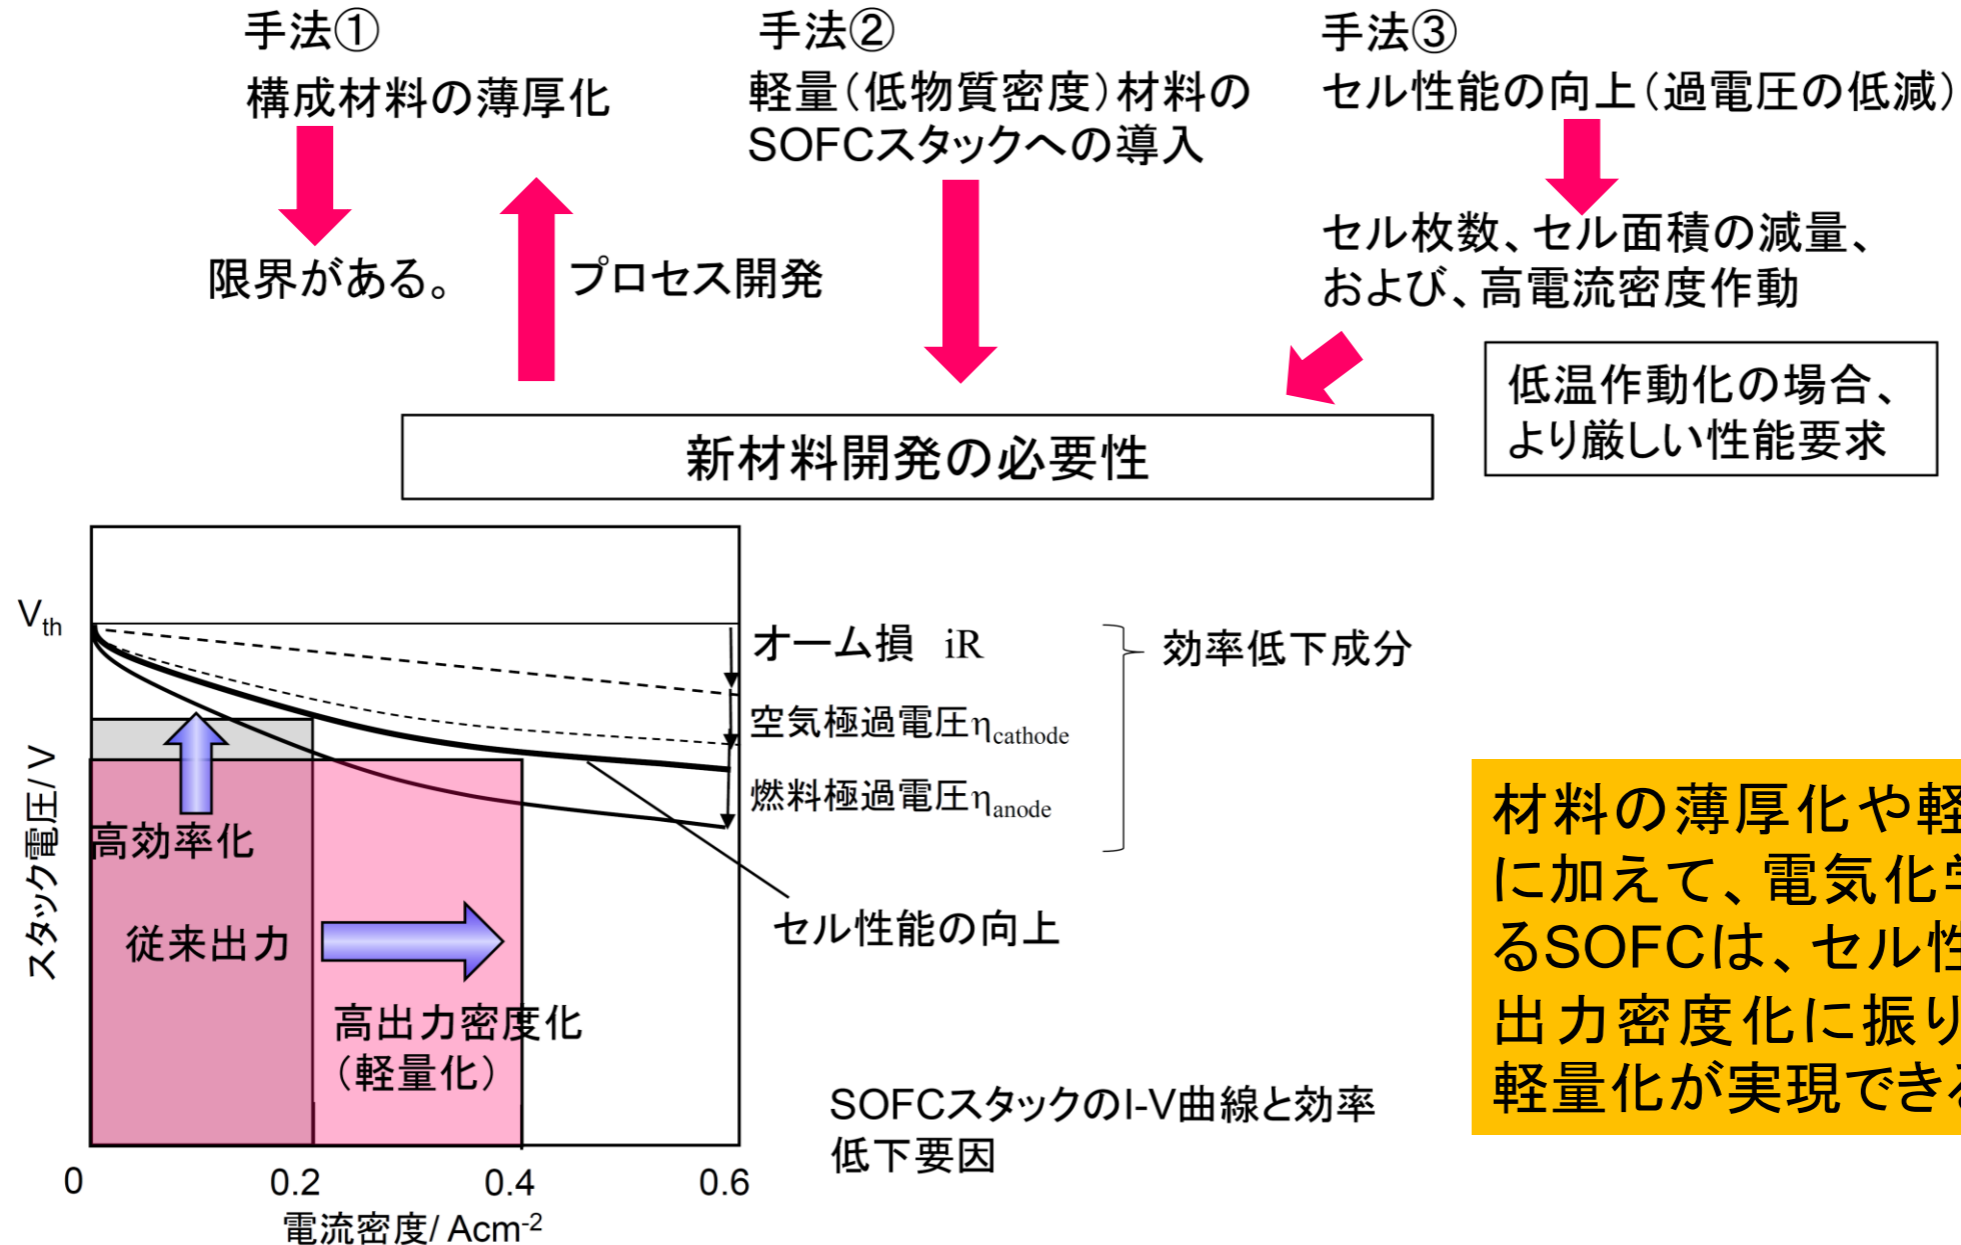 手法①
構成材料の薄厚化
限界がある。
プロセス開発
手法②
軽量(低物質密度)材料の
SOFCスタックへの導入
手法③
セル性能の向上(過電圧の低減)
セル枚数、セル面積の減量、
および、高電流密度作動
低温作動化の場合、
より厳しい性能要求
新材料開発の必要性
Vth
スタック電圧/ V
オーム損 iR
空気極過電圧ηcathode
燃料極過電圧ηanode
効率低下成分
高効率化
従来出力
高出力密度化
(軽量化)
セル性能の向上
0 0.2 0.4 0.6
電流密度/ Acm-2
SOFCスタックのI-V曲線と効率
低下要因
材料の薄厚化や軽
に加えて、電気化学
るSOFCは、セル性
出力密度化に振り
軽量化が実現でき